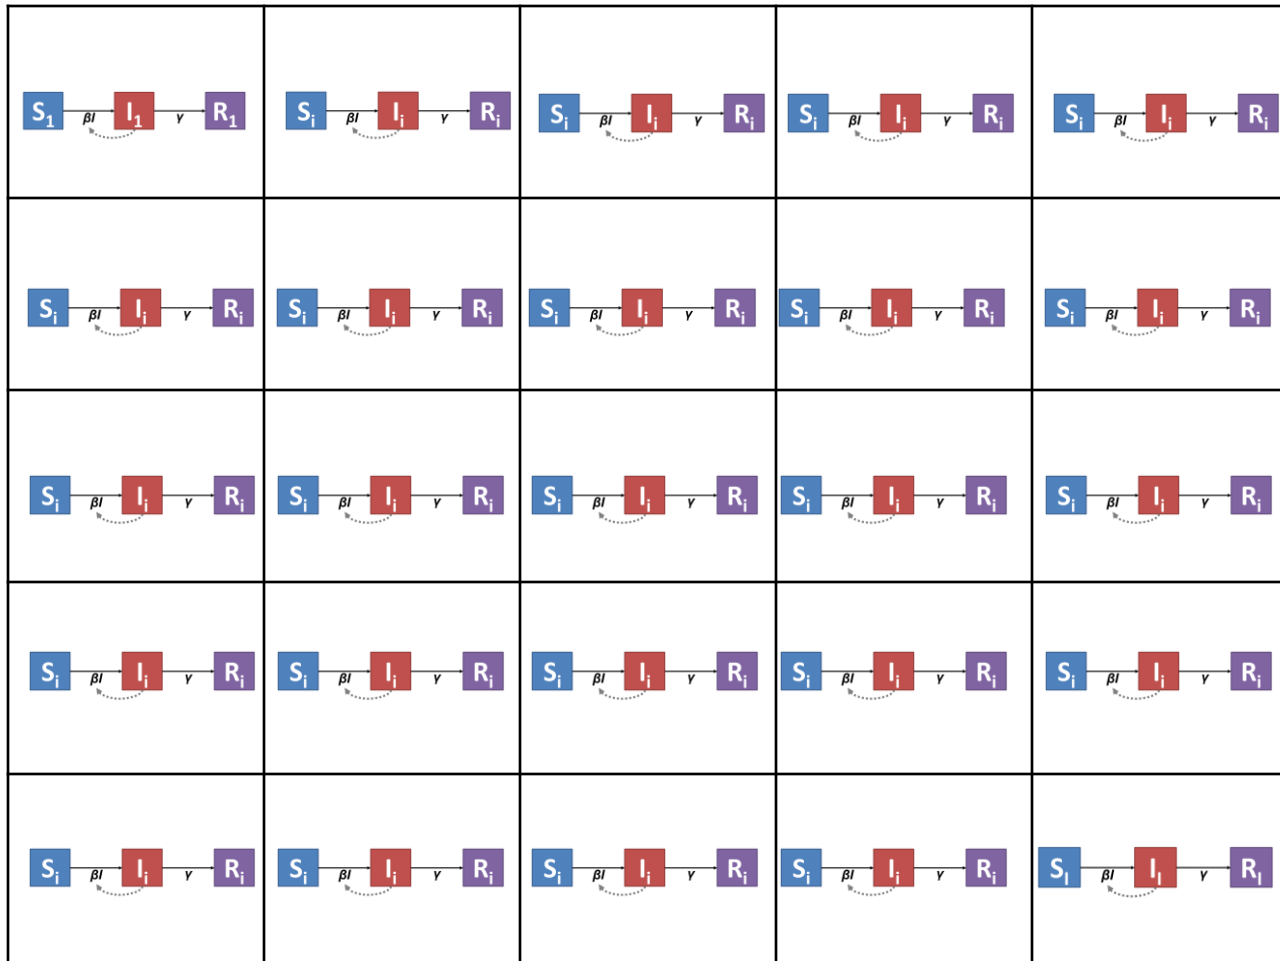 S₁ βI I₁ γ R₁ Sᵢ βI Iᵢ γ Rᵢ Sᵢ βI Iᵢ γ Rᵢ Sᵢ βI Iᵢ γ Rᵢ Sᵢ βI Iᵢ γ Rᵢ
Sᵢ βI Iᵢ γ Rᵢ Sᵢ βI Iᵢ γ Rᵢ Sᵢ βI Iᵢ γ Rᵢ Sᵢ βI Iᵢ γ Rᵢ Sᵢ βI Iᵢ γ Rᵢ
Sᵢ βI Iᵢ γ Rᵢ Sᵢ βI Iᵢ γ Rᵢ Sᵢ βI Iᵢ γ Rᵢ Sᵢ βI Iᵢ γ Rᵢ Sᵢ βI Iᵢ γ Rᵢ
Sᵢ βI Iᵢ γ Rᵢ Sᵢ βI Iᵢ γ Rᵢ Sᵢ βI Iᵢ γ Rᵢ Sᵢ βI Iᵢ γ Rᵢ Sᵢ βI Iᵢ γ Rᵢ
Sᵢ βI Iᵢ γ Rᵢ Sᵢ βI Iᵢ γ Rᵢ Sᵢ βI Iᵢ γ Rᵢ Sᵢ βI Iᵢ γ Rᵢ S_I βI I_I γ R_I